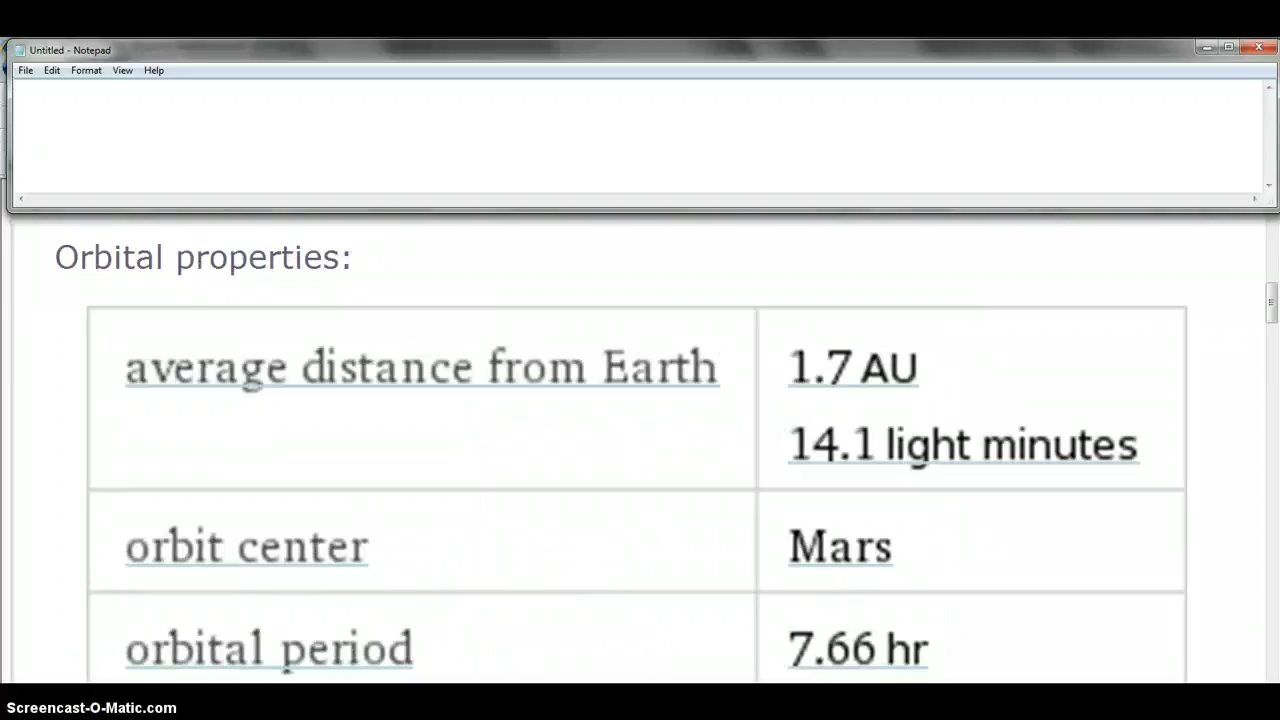 Untitled - Notepad
File Edit Format View Help
Orbital properties:
average distance from Earth 1.7 AU
14.1 light minutes
orbit center Mars
orbital period 7.66 hr
Screencast-O-Matic.com